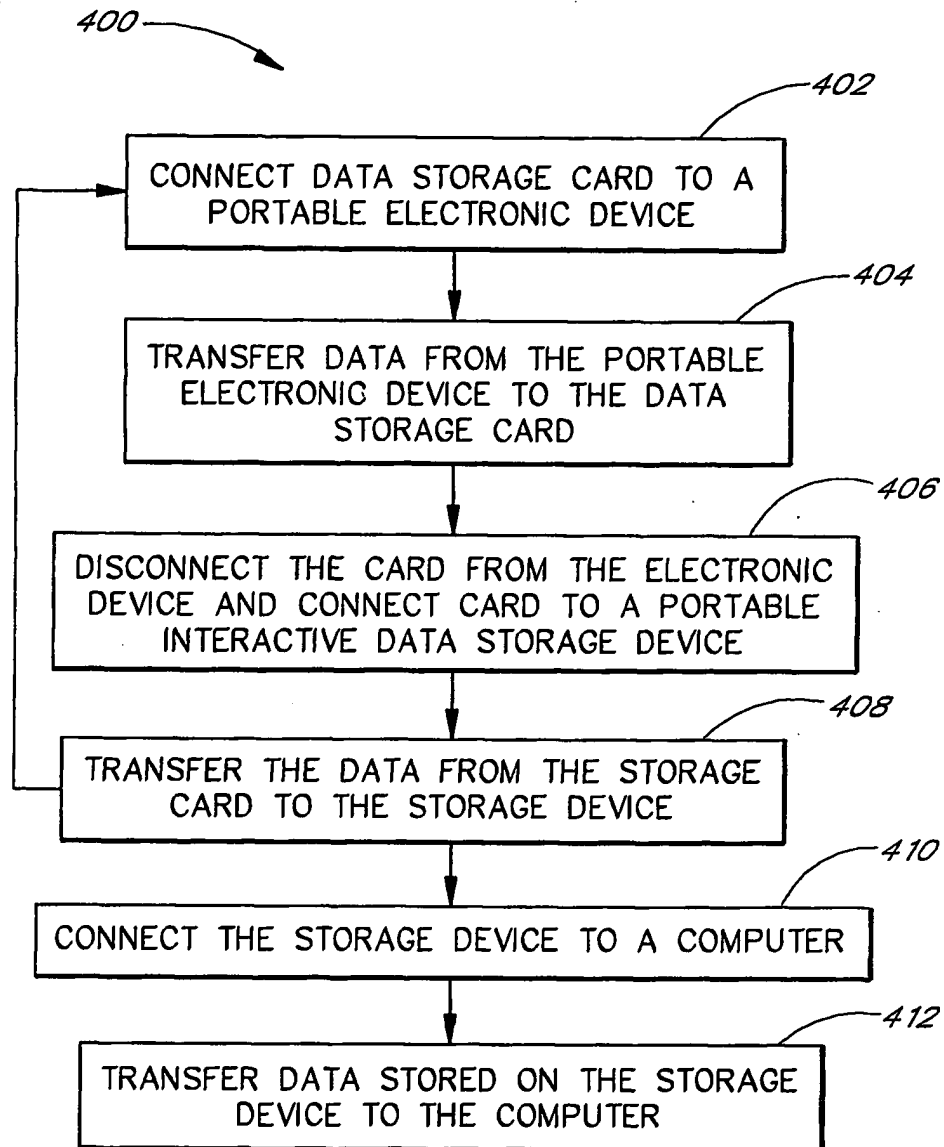 400
402
CONNECT DATA STORAGE CARD TO A
PORTABLE ELECTRONIC DEVICE
404
TRANSFER DATA FROM THE PORTABLE
ELECTRONIC DEVICE TO THE DATA
STORAGE CARD
406
DISCONNECT THE CARD FROM THE ELECTRONIC
DEVICE AND CONNECT CARD TO A PORTABLE
INTERACTIVE DATA STORAGE DEVICE
408
TRANSFER THE DATA FROM THE STORAGE
CARD TO THE STORAGE DEVICE
410
CONNECT THE STORAGE DEVICE TO A COMPUTER
412
TRANSFER DATA STORED ON THE STORAGE
DEVICE TO THE COMPUTER